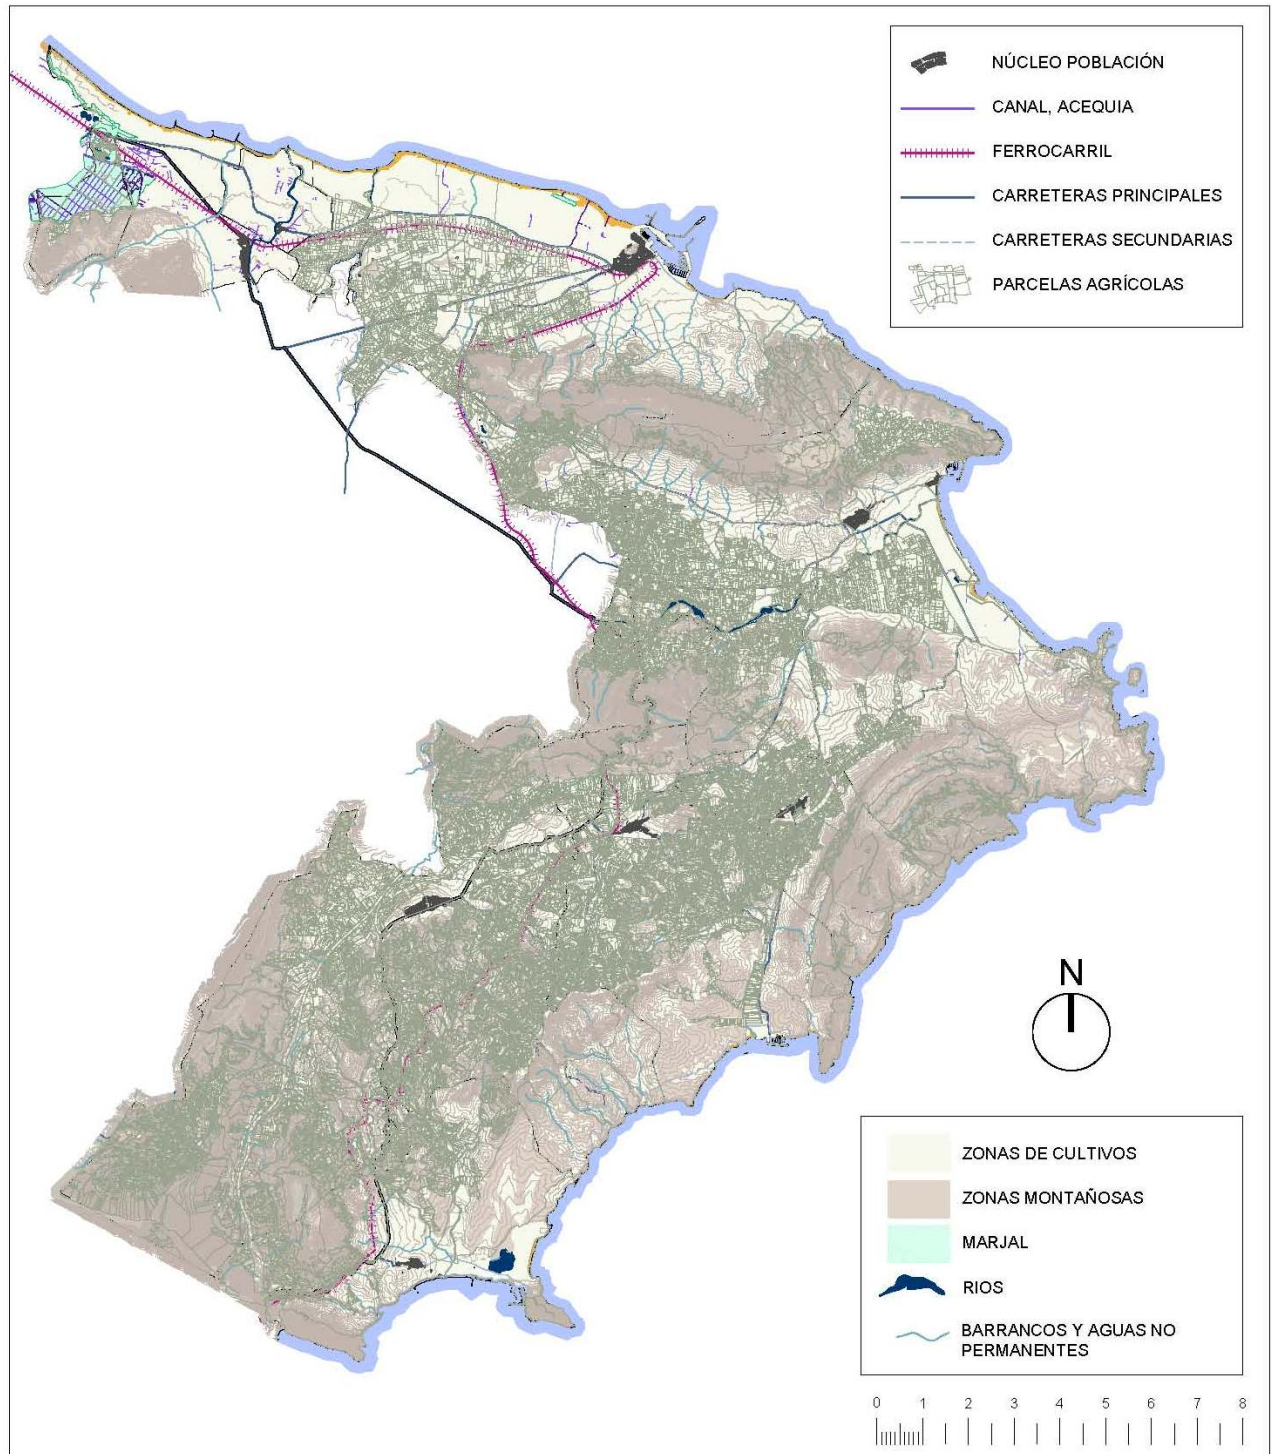 NÚCLEO POBLACIÓN
CANAL, ACEQUIA
FERROCARRIL
CARRETERAS PRINCIPALES
CARRETERAS SECUNDARIAS
PARCELAS AGRÍCOLAS
N
ZONAS DE CULTIVOS
ZONAS MONTAÑOSAS
MARJAL
RIOS
BARRANCOS Y AGUAS NO
PERMANENTES
0 1 2 3 4 5 6 7 8